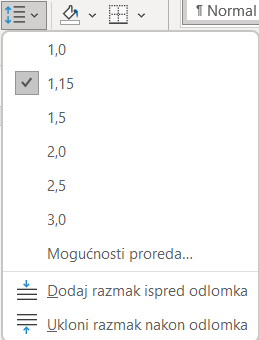 ¶ Normal
1,0
1,15
1,5
2,0
2,5
3,0
Mogućnosti proreda...
Dodaj razmak ispred odlomka
Ukloni razmak nakon odlomka